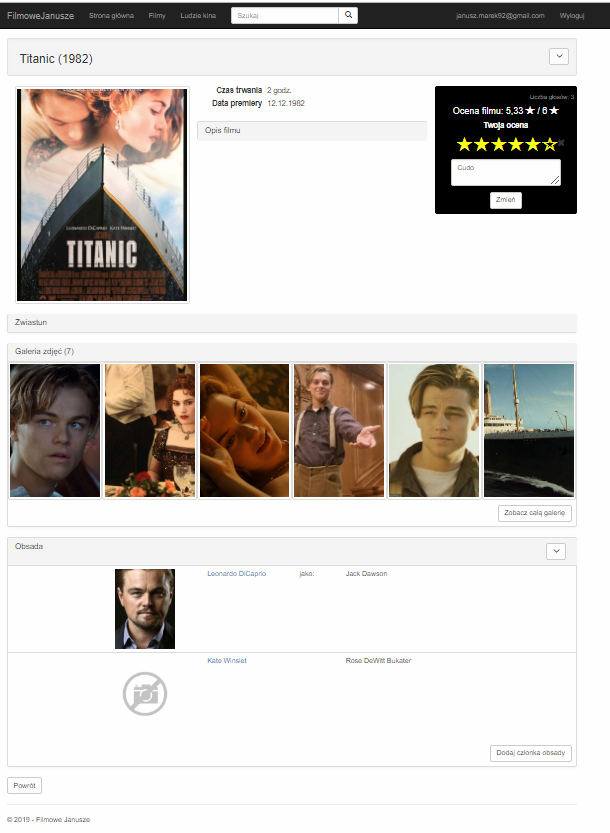 FilmoweJanusze Strona główna Filmy Ludzie kina Szukaj janusz.marek92@gmail.com Wyloguj
Titanic (1982)
Czas trwania 2 godz.
Data premiery 12.12.1982
Opis filmu
Liczba głosów: 3
Ocena filmu: 5,33 ★ / 6 ★
Twoja ocena
Cudo
Zmień
LEONARDO DICAPRIO KATE WINSLET
TITANIC
Zwiastun
Galeria zdjęć (7)
Zobacz całą galerię
Obsada
Leonardo DiCaprio jako: Jack Dawson
Kate Winslet Rose DeWitt Bukater
Dodaj członka obsady
Powrót
© 2019 - Filmowe Janusze